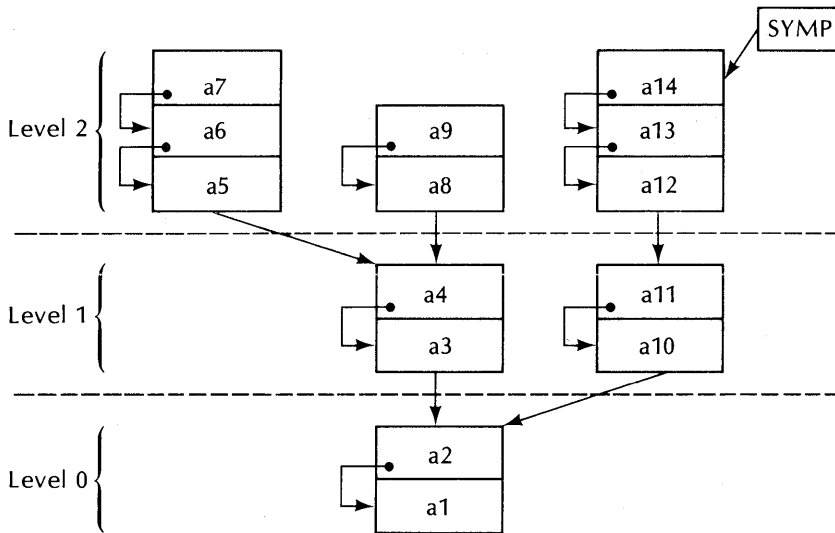 SYMP
Level 2
a7
a6
a5
a9
a8
a14
a13
a12
Level 1
a4
a3
a11
a10
Level 0
a2
a1